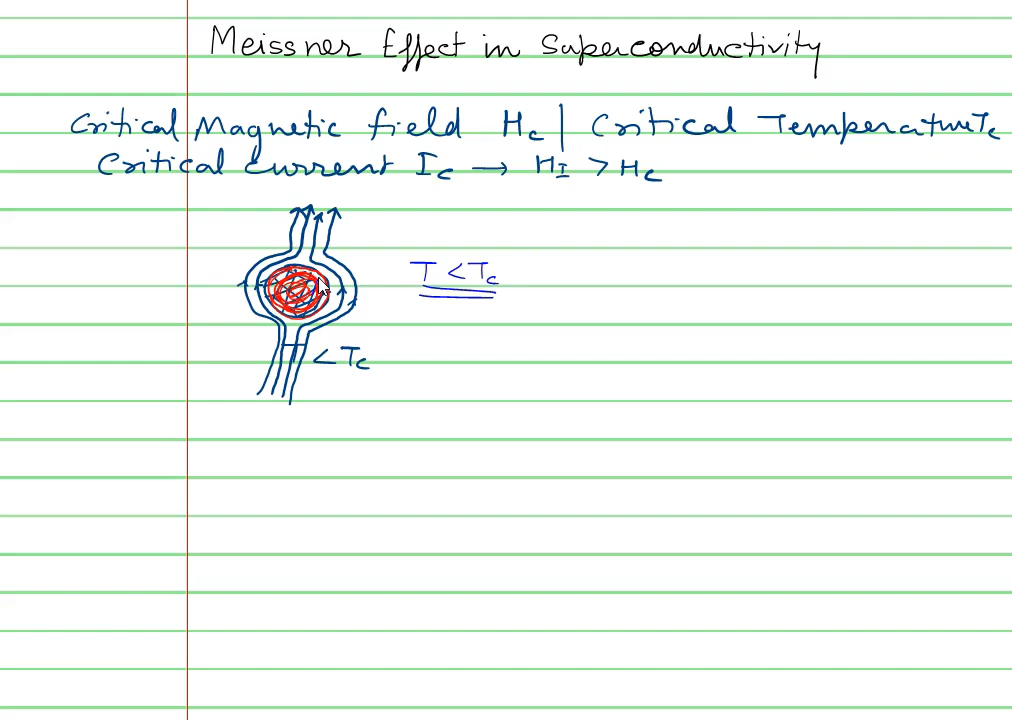 Meissner Effect in Superconductivity
Critical Magnetic field Hc | Critical Temperature Tc
Critical Current Ic → HI > Hc
T < Tc
< Tc